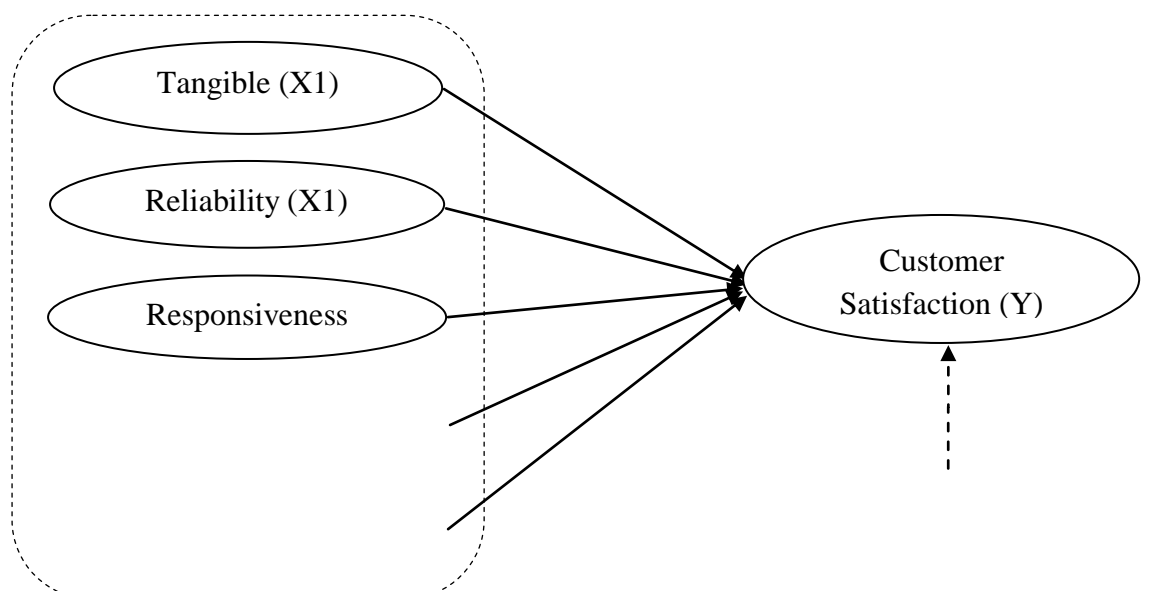 Tangible (X1)
Reliability (X1)
Responsiveness
Customer
Satisfaction (Y)